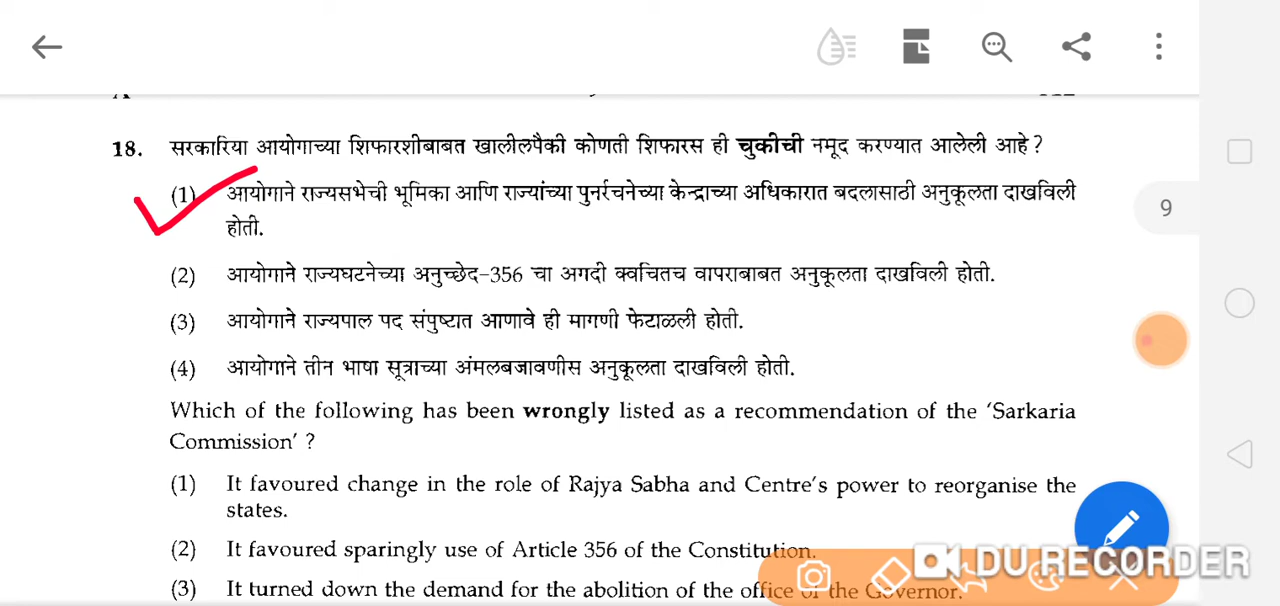 18. सरकारिया आयोगाच्या शिफारशीबाबत खालीलपैकी कोणती शिफारस ही चुकीची नमूद करण्यात आलेली आहे ?
(1) आयोगाने राज्यसभेची भूमिका आणि राज्यांच्या पुनर्रचनेच्या केन्द्राच्या अधिकारात बदलासाठी अनुकूलता दाखविली
होती.
9
(2) आयोगाने राज्यघटनेच्या अनुच्छेद-356 चा अगदी क्वचितच वापराबाबत अनुकूलता दाखविली होती.
(3) आयोगाने राज्यपाल पद संपुष्टात आणावे ही मागणी फेटाळली होती.
(4) आयोगाने तीन भाषा सूत्राच्या अंमलबजावणीस अनुकूलता दाखविली होती.
Which of the following has been wrongly listed as a recommendation of the 'Sarkaria
Commission' ?
(1) It favoured change in the role of Rajya Sabha and Centre's power to reorganise the
states.
(2) It favoured sparingly use of Article 356 of the Constitution.
DU RECORDER
(3) It turned down the demand for the abolition of the office of the Governor.